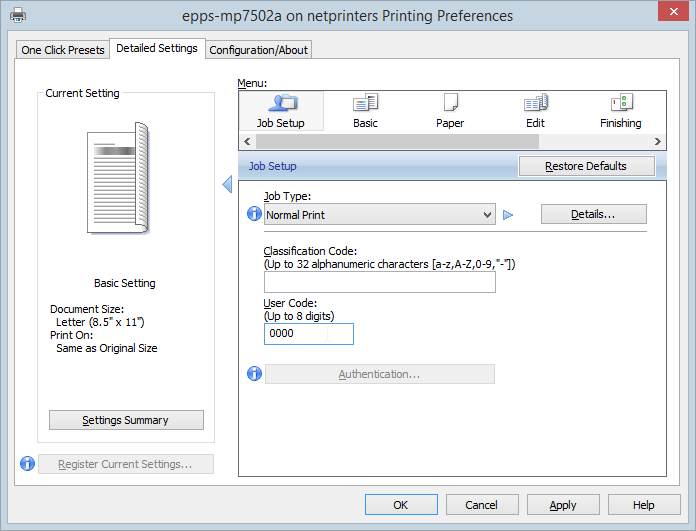 epps-mp7502a on netprinters Printing Preferences
One Click Presets
Detailed Settings
Configuration/About
Current Setting
Basic Setting
Document Size:
Letter (8.5" x 11")
Print On:
Same as Original Size
Settings Summary
Register Current Settings...
Menu:
Job Setup
Basic
Paper
Edit
Finishing
Job Setup
Restore Defaults
Job Type:
Normal Print
Details...
Classification Code:
(Up to 32 alphanumeric characters [a-z,A-Z,0-9,"-"])
User Code:
(Up to 8 digits)
0000
Authentication...
OK
Cancel
Apply
Help